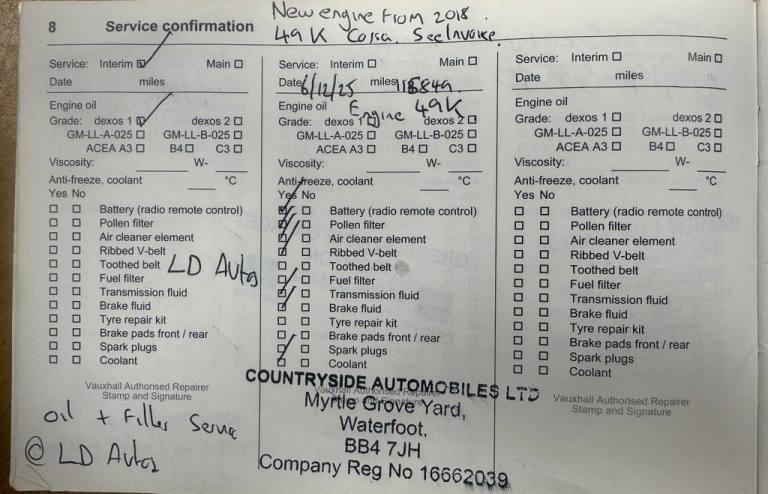 8 Service confirmation
New engine from 2018.
49K Corsa. See Invoice.
Service: Interim Main
Date miles
Engine oil
Grade: dexos 1 dexos 2
GM-LL-A-025 GM-LL-B-025
ACEA A3 B4 C3
Viscosity: W-
Anti-freeze, coolant °C
Yes No
Battery (radio remote control)
Pollen filter
Air cleaner element
Ribbed V-belt
Toothed belt
LD Autos
Fuel filter
Transmission fluid
Brake fluid
Tyre repair kit
Brake pads front / rear
Spark plugs
Coolant
Vauxhall Authorised Repairer
Stamp and Signature
Oil + Filter Service
@ LD Autos
Service: Interim Main
Date 6/12/25 miles
Engine oil Engine 49K
Grade: dexos 1 dexos 2
GM-LL-A-025 GM-LL-B-025
ACEA A3 B4 C3
Viscosity: W-
Anti-freeze, coolant °C
Yes No
Battery (radio remote control)
Pollen filter
Air cleaner element
Ribbed V-belt
Toothed belt
Fuel filter
Transmission fluid
Brake fluid
Tyre repair kit
Brake pads front / rear
Spark plugs
Coolant
Vauxhall Authorised Repairer
Stamp and Signature
COUNTRYSIDE AUTOMOBILES LTD
Myrtle Grove Yard,
Waterfoot,
BB4 7JH
Company Reg No 16662039
Service: Interim Main
Date miles
Engine oil
Grade: dexos 1 dexos 2
GM-LL-A-025 GM-LL-B-025
ACEA A3 B4 C3
Viscosity: W-
Anti-freeze, coolant °C
Yes No
Battery (radio remote control)
Pollen filter
Air cleaner element
Ribbed V-belt
Toothed belt
Fuel filter
Transmission fluid
Brake fluid
Tyre repair kit
Brake pads front / rear
Spark plugs
Coolant
Vauxhall Authorised Repairer
Stamp and Signature